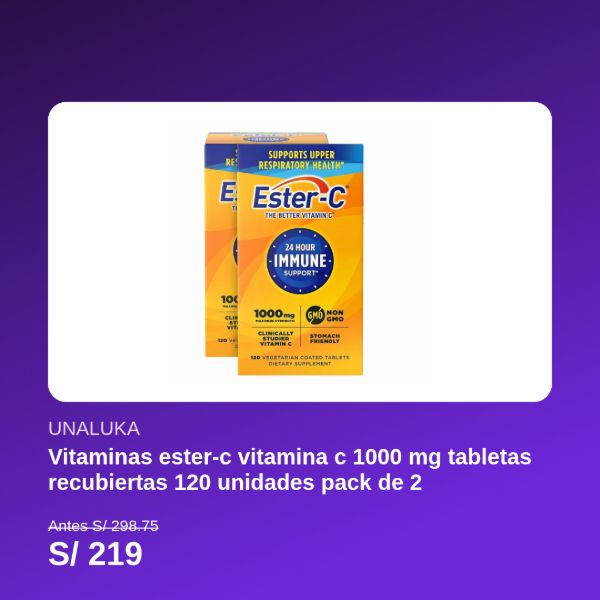 SUPPORTS UPPER
RESPIRATORY HEALTH*
Ester-C®
THE BETTER VITAMIN C®
24 HOUR
IMMUNE
SUPPORT*
1000mg
MAXIMUM STRENGTH
GMO NON
GMO
CLINICALLY
STUDIED
VITAMIN C
STOMACH
FRIENDLY
120 VEGETARIAN COATED TABLETS
DIETARY SUPPLEMENT
UNALUKA
Vitaminas ester-c vitamina c 1000 mg tabletas
recubiertas 120 unidades pack de 2
Antes S/ 298.75
S/ 219